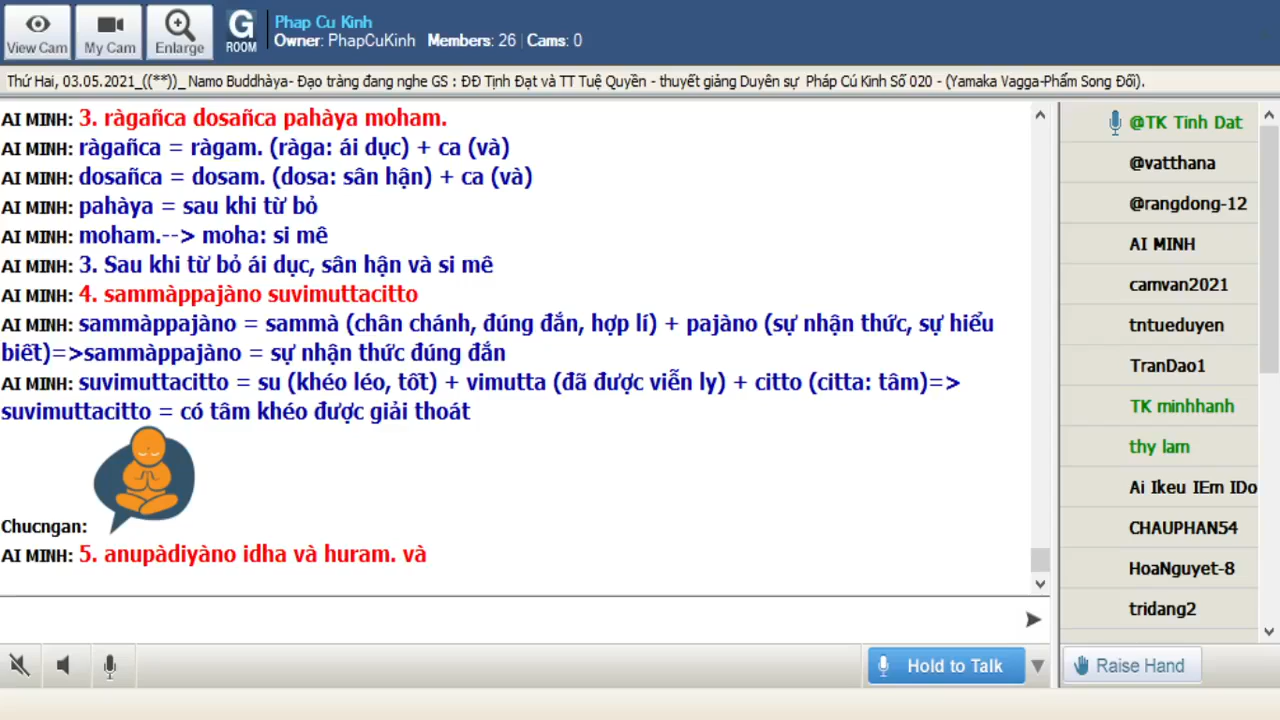 View Cam
My Cam
Enlarge
G
ROOM
Phap Cu Kinh
Owner: PhapCuKinh Members: 26 | Cams: 0
Thứ Hai, 03.05.2021_((**))_ Namo Buddhàya- Đạo tràng đang nghe GS : ĐĐ Tịnh Đạt và TT Tuệ Quyền - thuyết giảng Duyên sự Pháp Cú Kinh Số 020 - (Yamaka Vagga-Phẩm Song Đối).
AI MINH: 3. ràgañca dosañca pahàya moham.
AI MINH: ràgañca = ràgam. (ràga: ái dục) + ca (và)
AI MINH: dosañca = dosam. (dosa: sân hận) + ca (và)
AI MINH: pahàya = sau khi từ bỏ
AI MINH: moham.--> moha: si mê
AI MINH: 3. Sau khi từ bỏ ái dục, sân hận và si mê
AI MINH: 4. sammàppajàno suvimuttacitto
AI MINH: sammàppajàno = sammà (chân chánh, đúng đắn, hợp lí) + pajàno (sự nhận thức, sự hiểu
biết)=>sammàppajàno = sự nhận thức đúng đắn
AI MINH: suvimuttacitto = su (khéo léo, tốt) + vimutta (đã được viễn ly) + citto (citta: tâm)=>
suvimuttacitto = có tâm khéo được giải thoát
Chucngan:
AI MINH: 5. anupàdiyàno idha và huram. và
@TK Tinh Dat
@vatthana
@rangdong-12
AI MINH
camvan2021
tntueduyen
TranDao1
TK minhhanh
thy lam
Ai Ikeu IEm IDo
CHAUPHAN54
HoaNguyet-8
tridang2
Hold to Talk
Raise Hand